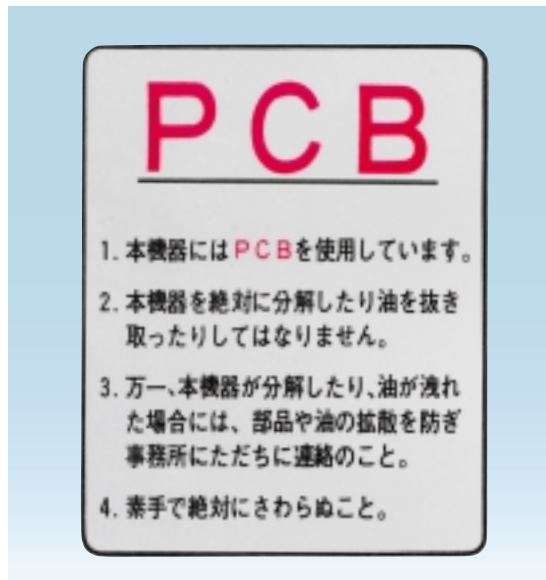 PCB
1. 本機器にはPCBを使用しています。
2. 本機器を絶対に分解したり油を抜き
取ったりしてはなりません。
3. 万一、本機器が分解したり、油が洩れ
た場合には、部品や油の拡散を防ぎ
事務所にただちに連絡のこと。
4. 素手で絶対にさわらぬこと。